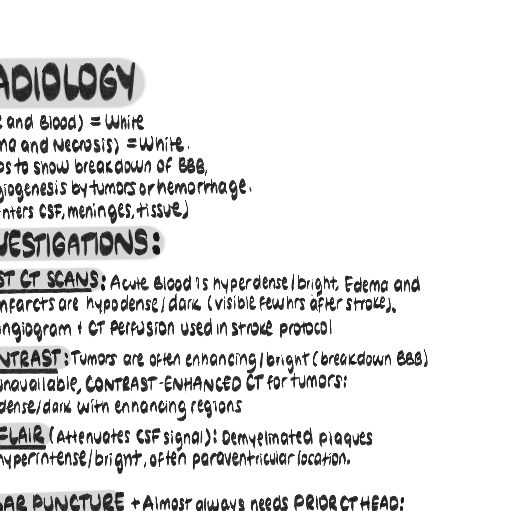 ADIOLOGY
and Blood) = White
ma and Necrosis) = White.
ps to show breakdown of BBB,
giogenesis by tumors or hemorrhage.
nters CSF, meninges, tissue)
VESTIGATIONS:
ST CT SCANS: Acute Blood is hyperdense/bright, Edema and
nfarcts are hypodense/dark (visible few hrs after stroke).
ngiogram + CT Perfusion used in stroke protocol
NTRAST: Tumors are often enhancing/bright (breakdown BBB)
unavailable, CONTRAST-ENHANCED CT for tumors:
dense/dark with enhancing regions
FLAIR (Attenuates CSF signal): Demyelinated plaques
hyperintense/bright, often paraventricular location.
BAR PUNCTURE + Almost always needs PRIOR CT HEAD: